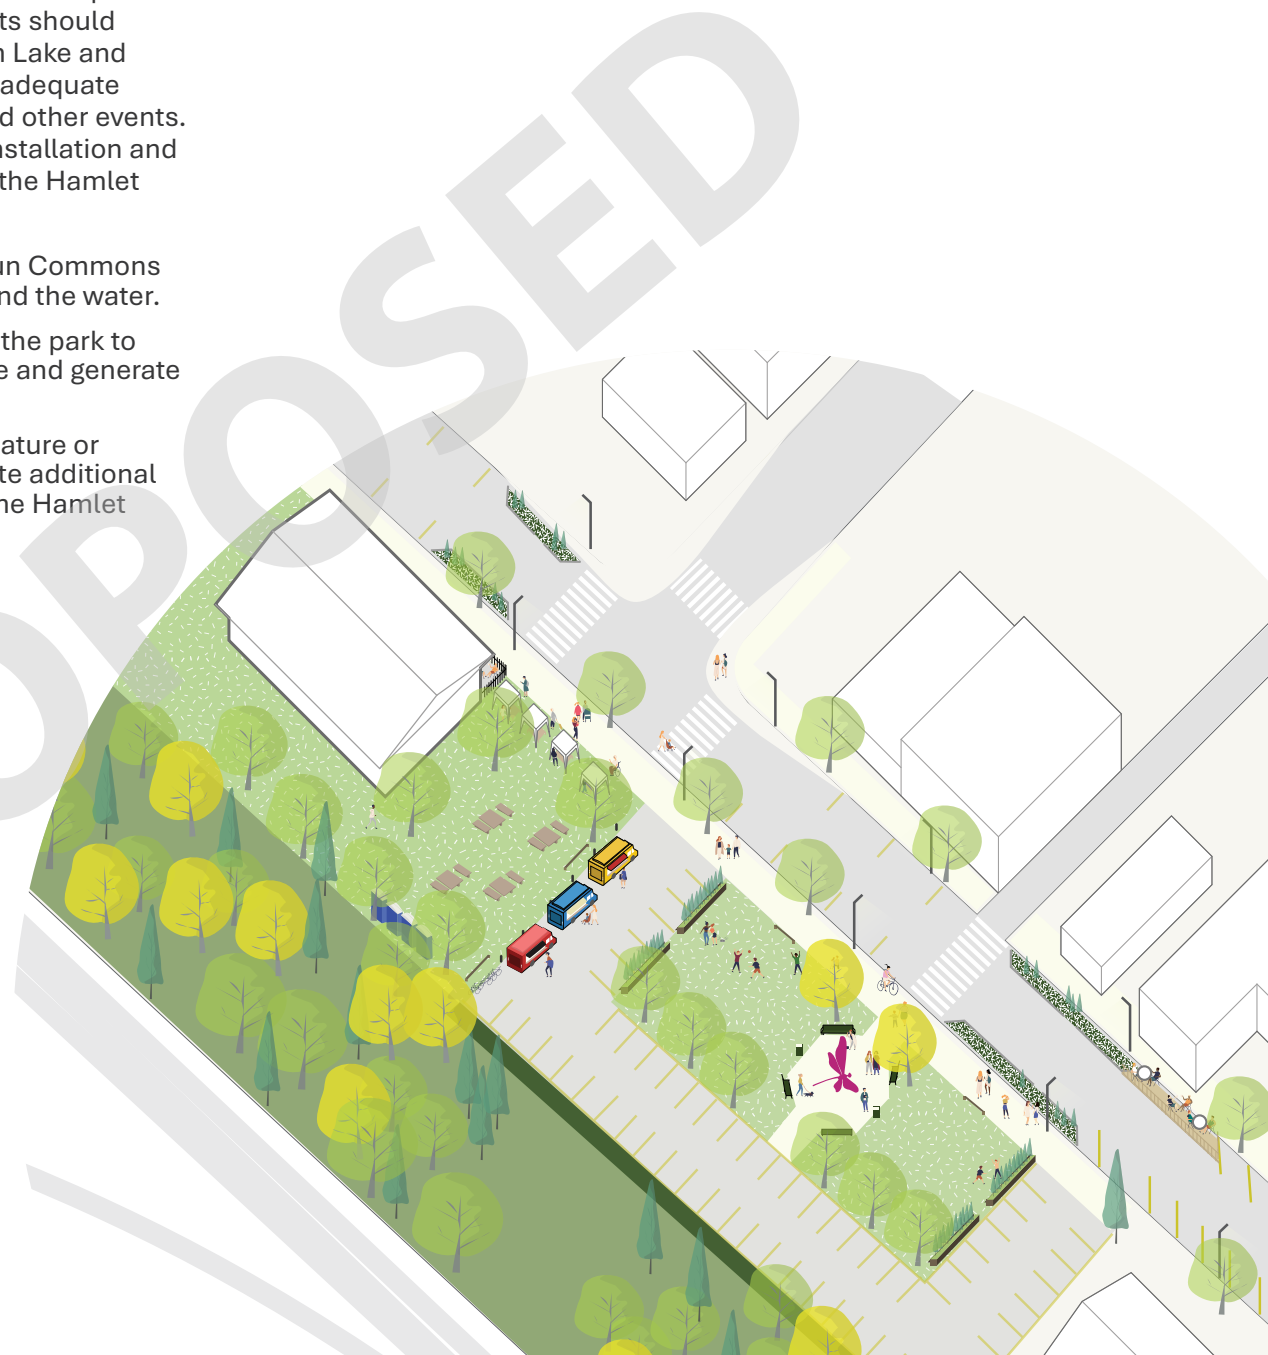 ts should
Lake and
adequate
d other events.
nstallation and
the Hamlet
un Commons
nd the water.
the park to
e and generate
ature or
te additional
ne Hamlet
OPOSED